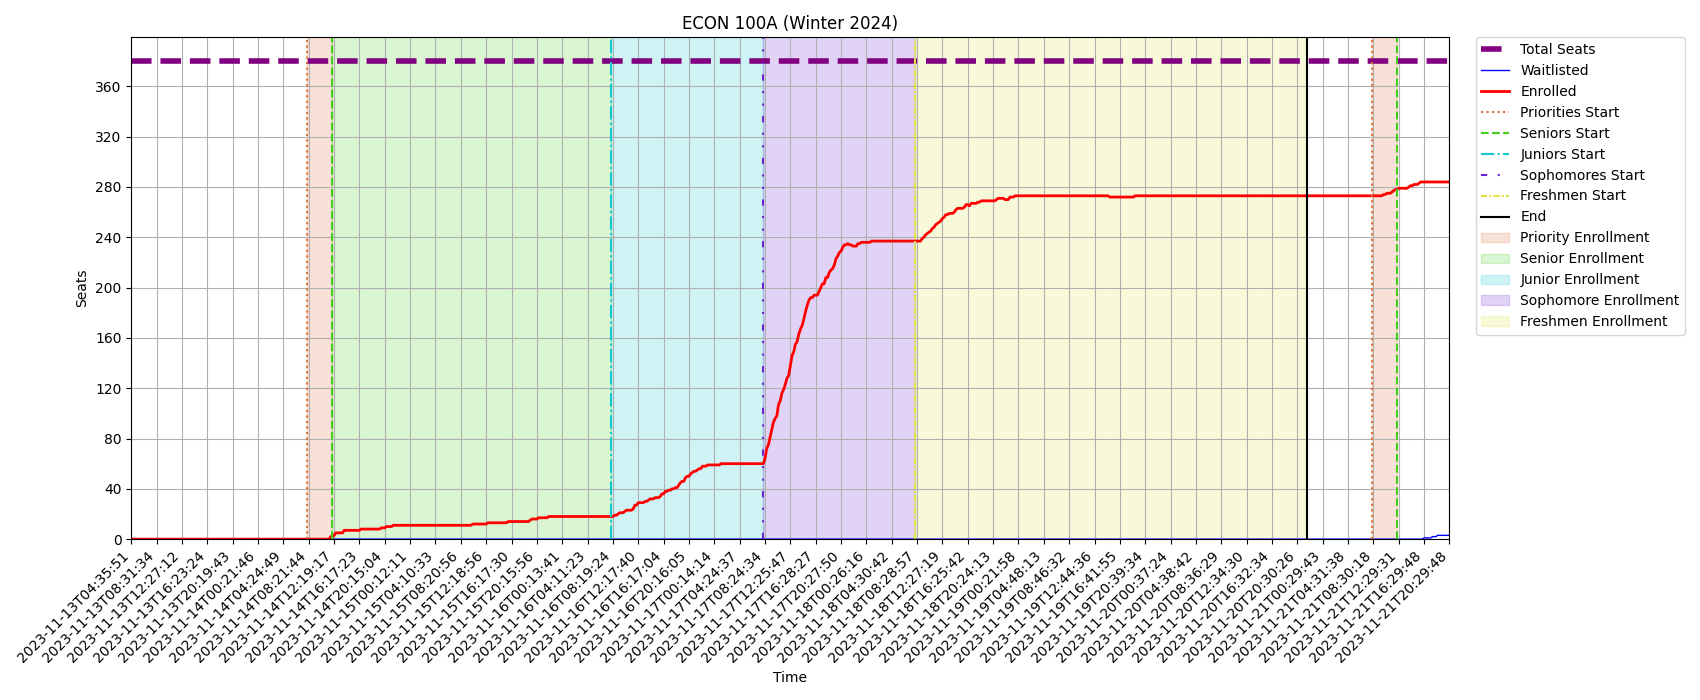 ECON 100A (Winter 2024)
Seats
360
320
280
240
200
160
120
80
40
0
2023-11-13T04:35:51
2023-11-13T08:31:34
2023-11-13T12:27:12
2023-11-13T16:23:24
2023-11-13T20:19:43
2023-11-14T00:21:46
2023-11-14T04:24:49
2023-11-14T08:21:44
2023-11-14T12:19:17
2023-11-14T16:17:23
2023-11-14T20:15:04
2023-11-15T00:12:11
2023-11-15T04:10:33
2023-11-15T08:20:56
2023-11-15T12:18:56
2023-11-15T16:17:30
2023-11-15T20:15:56
2023-11-16T00:13:41
2023-11-16T04:11:23
2023-11-16T08:19:24
2023-11-16T12:17:40
2023-11-16T16:17:04
2023-11-16T20:16:05
2023-11-17T00:14:14
2023-11-17T04:24:37
2023-11-17T08:24:34
2023-11-17T12:25:47
2023-11-17T16:28:27
2023-11-17T20:27:50
2023-11-18T00:26:16
2023-11-18T04:30:42
2023-11-18T08:28:57
2023-11-18T12:27:19
2023-11-18T16:25:42
2023-11-18T20:24:13
2023-11-19T00:21:58
2023-11-19T04:48:13
2023-11-19T08:46:32
2023-11-19T12:44:36
2023-11-19T16:41:55
2023-11-19T20:39:34
2023-11-20T00:37:24
2023-11-20T04:38:42
2023-11-20T08:36:29
2023-11-20T12:34:30
2023-11-20T16:32:34
2023-11-20T20:30:26
2023-11-21T00:29:43
2023-11-21T04:31:38
2023-11-21T08:30:18
2023-11-21T12:29:31
2023-11-21T16:29:48
2023-11-21T20:29:48
Time
Total Seats
Waitlisted
Enrolled
Priorities Start
Seniors Start
Juniors Start
Sophomores Start
Freshmen Start
End
Priority Enrollment
Senior Enrollment
Junior Enrollment
Sophomore Enrollment
Freshmen Enrollment